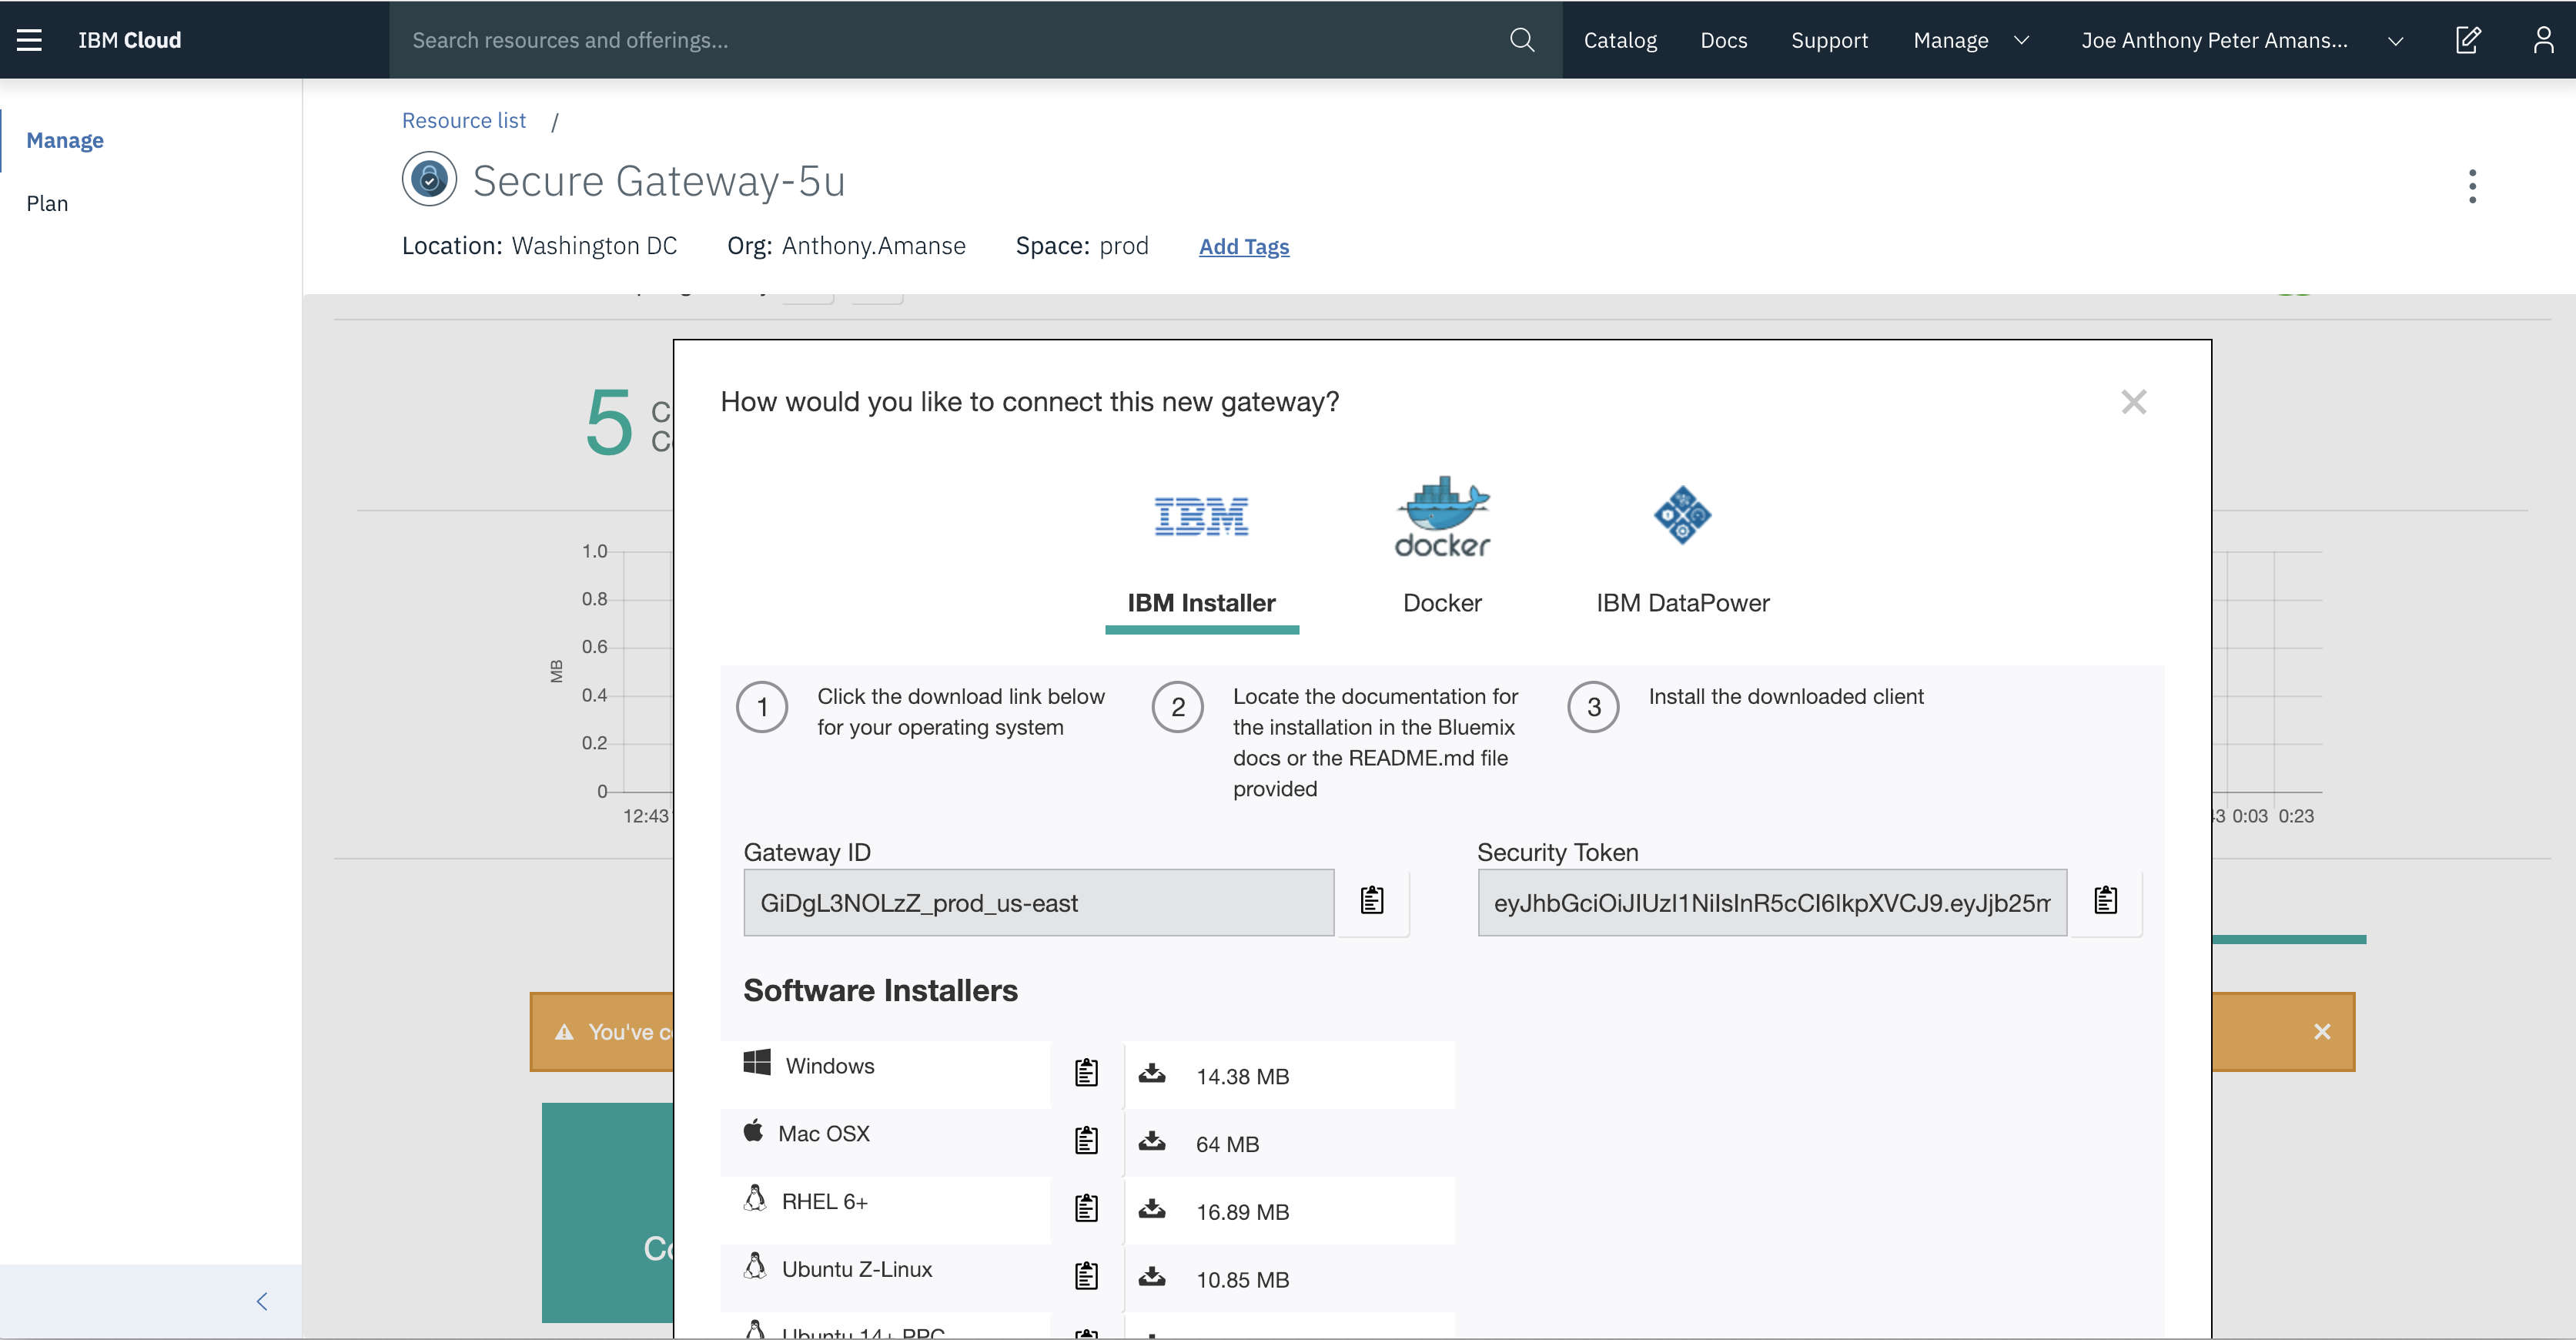 IBM Cloud
Search resources and offerings...
Catalog
Docs
Support
Manage
Joe Anthony Peter Amans...
Manage
Plan
Resource list /
Secure Gateway-5u
Location: Washington DC
Org: Anthony.Amanse
Space: prod
Add Tags
5
How would you like to connect this new gateway?
IBM
docker
IBM Installer
Docker
IBM DataPower
1.0
0.8
0.6
0.4
0.2
0
MB
12:43
0:03
0:23
1
Click the download link below
for your operating system
2
Locate the documentation for
the installation in the Bluemix
docs or the README.md file
provided
3
Install the downloaded client
Gateway ID
GiDgL3NOLzZ_prod_us-east
Security Token
eyJhbGciOiJIUzI1NiIsInR5cCI6IkpXVCJ9.eyJjb25m
Software Installers
You've
Windows
14.38 MB
Mac OSX
64 MB
RHEL 6+
16.89 MB
Ubuntu Z-Linux
10.85 MB
Ubuntu 14+ PPC